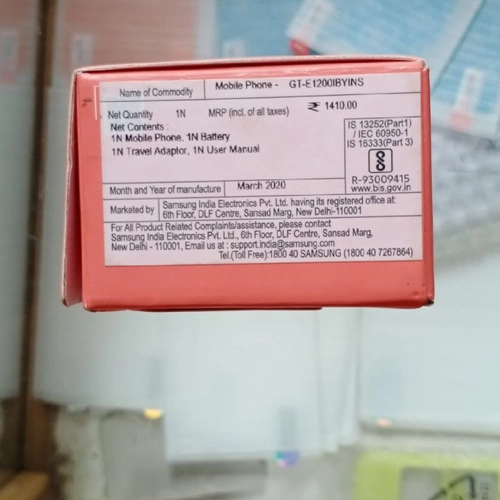 Name of Commodity Mobile Phone - GT-E1200IBYINS
Net Quantity 1N MRP (incl. of all taxes) ₹ 1410.00
Net Contents :
1N Mobile Phone, 1N Battery
1N Travel Adaptor, 1N User Manual
IS 13252(Part1)
/ IEC 60950-1
IS 16333(Part 3)
R-93009415
www.bis.gov.in
Month and Year of manufacture March 2020
Marketed by Samsung India Electronics Pvt. Ltd. having its registered office at:
6th Floor, DLF Centre, Sansad Marg, New Delhi-110001
For All Product Related Complaints/assistance, please contact
Samsung India Electronics Pvt. Ltd., 6th Floor, DLF Centre, Sansad Marg,
New Delhi - 110001, Email us at : support.india@samsung.com
Tel.(Toll Free):1800 40 SAMSUNG (1800 40 7267864)